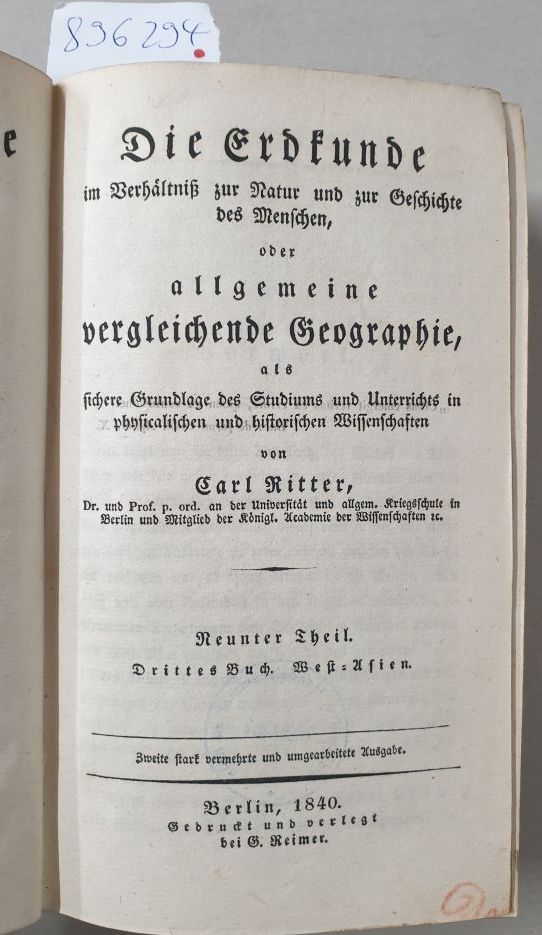 896294.
e
Die Erdkunde
im Verhältniß zur Natur und zur Geschichte
des Menschen,
oder
allgemeine
vergleichende Geographie,
als
sichere Grundlage des Studiums und Unterrichts in
physicalischen und historischen Wissenschaften
von
Carl Ritter,
Dr. und Prof. p. ord. an der Universität und allgem. Kriegsschule in
Berlin und Mitglied der Königl. Academie der Wissenschaften ꝛc.
Neunter Theil.
Drittes Buch. West-Asien.
Zweite stark vermehrte und umgearbeitete Ausgabe.
Berlin, 1840.
Gedruckt und verlegt
bei G. Reimer.